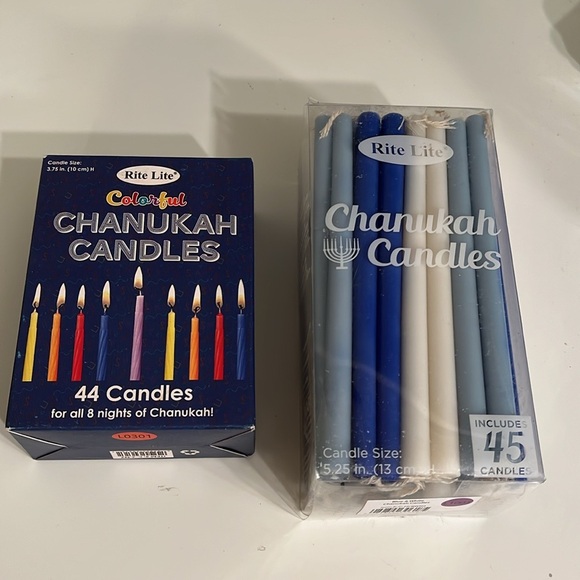 Candle Size:
3.75 in. (10 cm) H
Rite Lite®
Colorful
CHANUKAH
CANDLES
44 Candles
for all 8 nights of Chanukah!
L0301
Rite Lite®
Chanukah
Candles
Candle Size:
5.25 in. (13 cm) H
INCLUDES
45
CANDLES